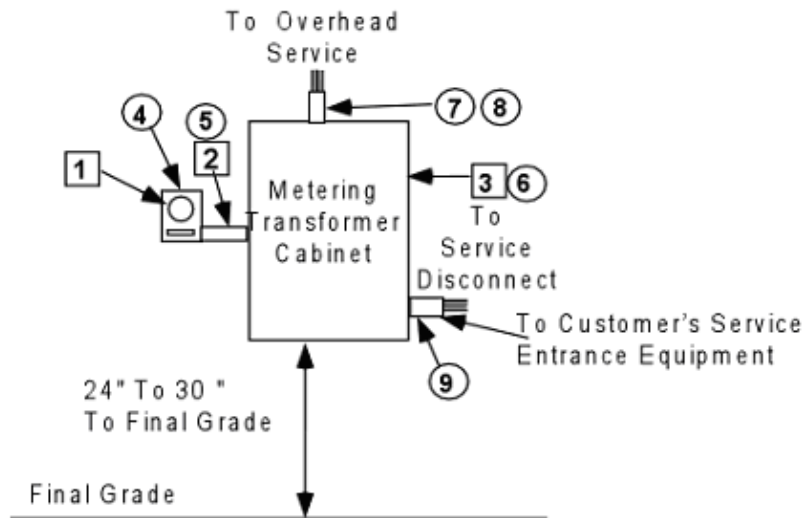 To Overhead
Service
7 8
4
5
1
2
3 6
Metering
Transformer
Cabinet
To
Service
Disconnect
To Customer's Service
Entrance Equipment
9
24" To 30 "
To Final Grade
Final Grade